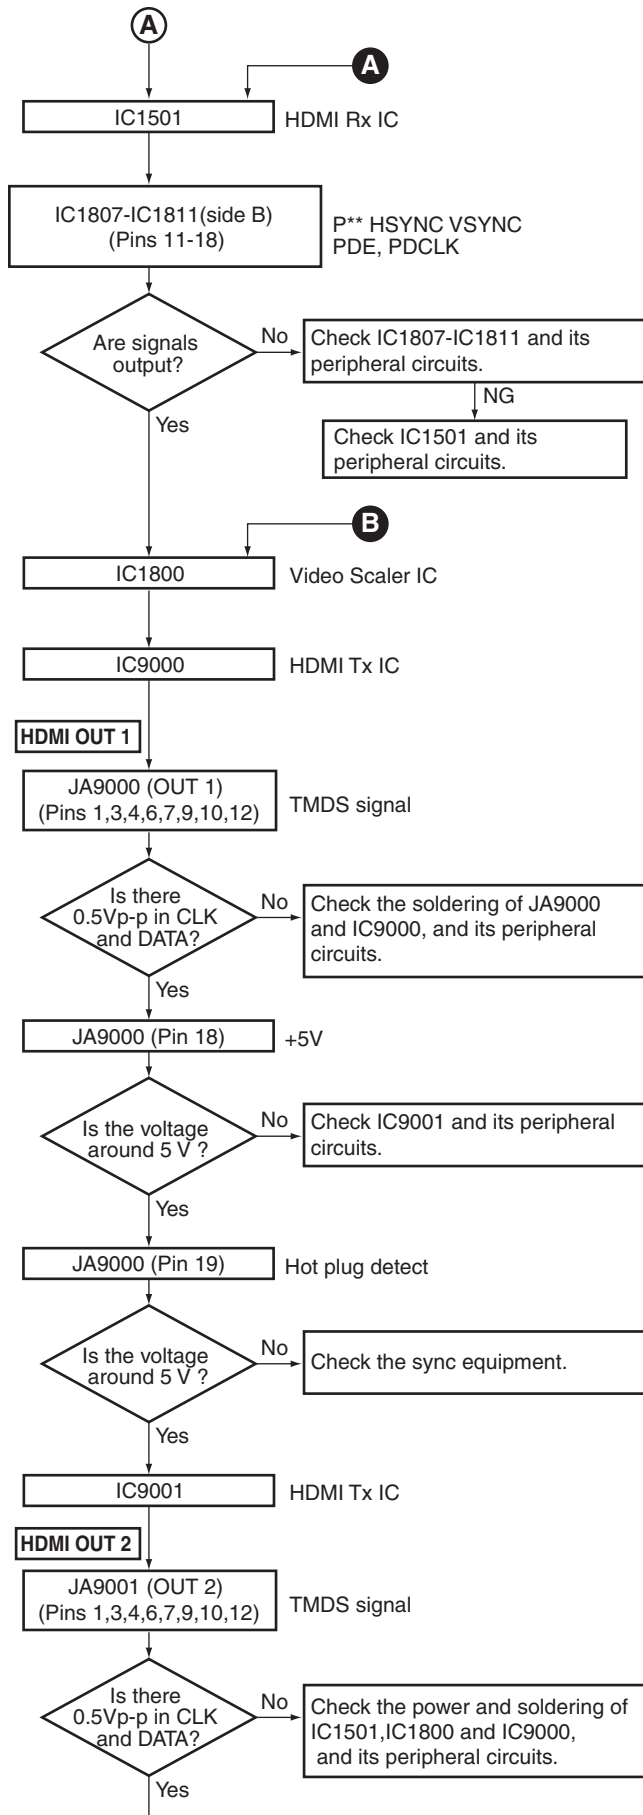 A
A
IC1501
HDMI Rx IC
IC1807-IC1811(side B)
(Pins 11-18)
P** HSYNC VSYNC
PDE, PDCLK
Are signals
output?
No
Check IC1807-IC1811 and its
peripheral circuits.
NG
Yes
Check IC1501 and its
peripheral circuits.
B
IC1800
Video Scaler IC
IC9000
HDMI Tx IC
HDMI OUT 1
JA9000 (OUT 1)
(Pins 1,3,4,6,7,9,10,12)
TMDS signal
Is there
0.5Vp-p in CLK
and DATA?
No
Check the soldering of JA9000
and IC9000, and its peripheral
circuits.
Yes
JA9000 (Pin 18)
+5V
Is the voltage
around 5 V ?
No
Check IC9001 and its peripheral
circuits.
Yes
JA9000 (Pin 19)
Hot plug detect
Is the voltage
around 5 V ?
No
Check the sync equipment.
Yes
IC9001
HDMI Tx IC
HDMI OUT 2
JA9001 (OUT 2)
(Pins 1,3,4,6,7,9,10,12)
TMDS signal
Is there
0.5Vp-p in CLK
and DATA?
No
Check the power and soldering of
IC1501,IC1800 and IC9000,
and its peripheral circuits.
Yes